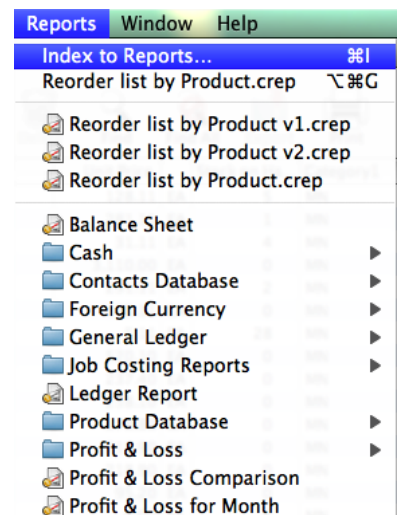 Reports Window Help
Index to Reports... ⌘I
Reorder list by Product.crep ⌥⌘G
Reorder list by Product v1.crep
Reorder list by Product v2.crep
Reorder list by Product.crep
Balance Sheet
Cash
Contacts Database
Foreign Currency
General Ledger
Job Costing Reports
Ledger Report
Product Database
Profit & Loss
Profit & Loss Comparison
Profit & Loss for Month